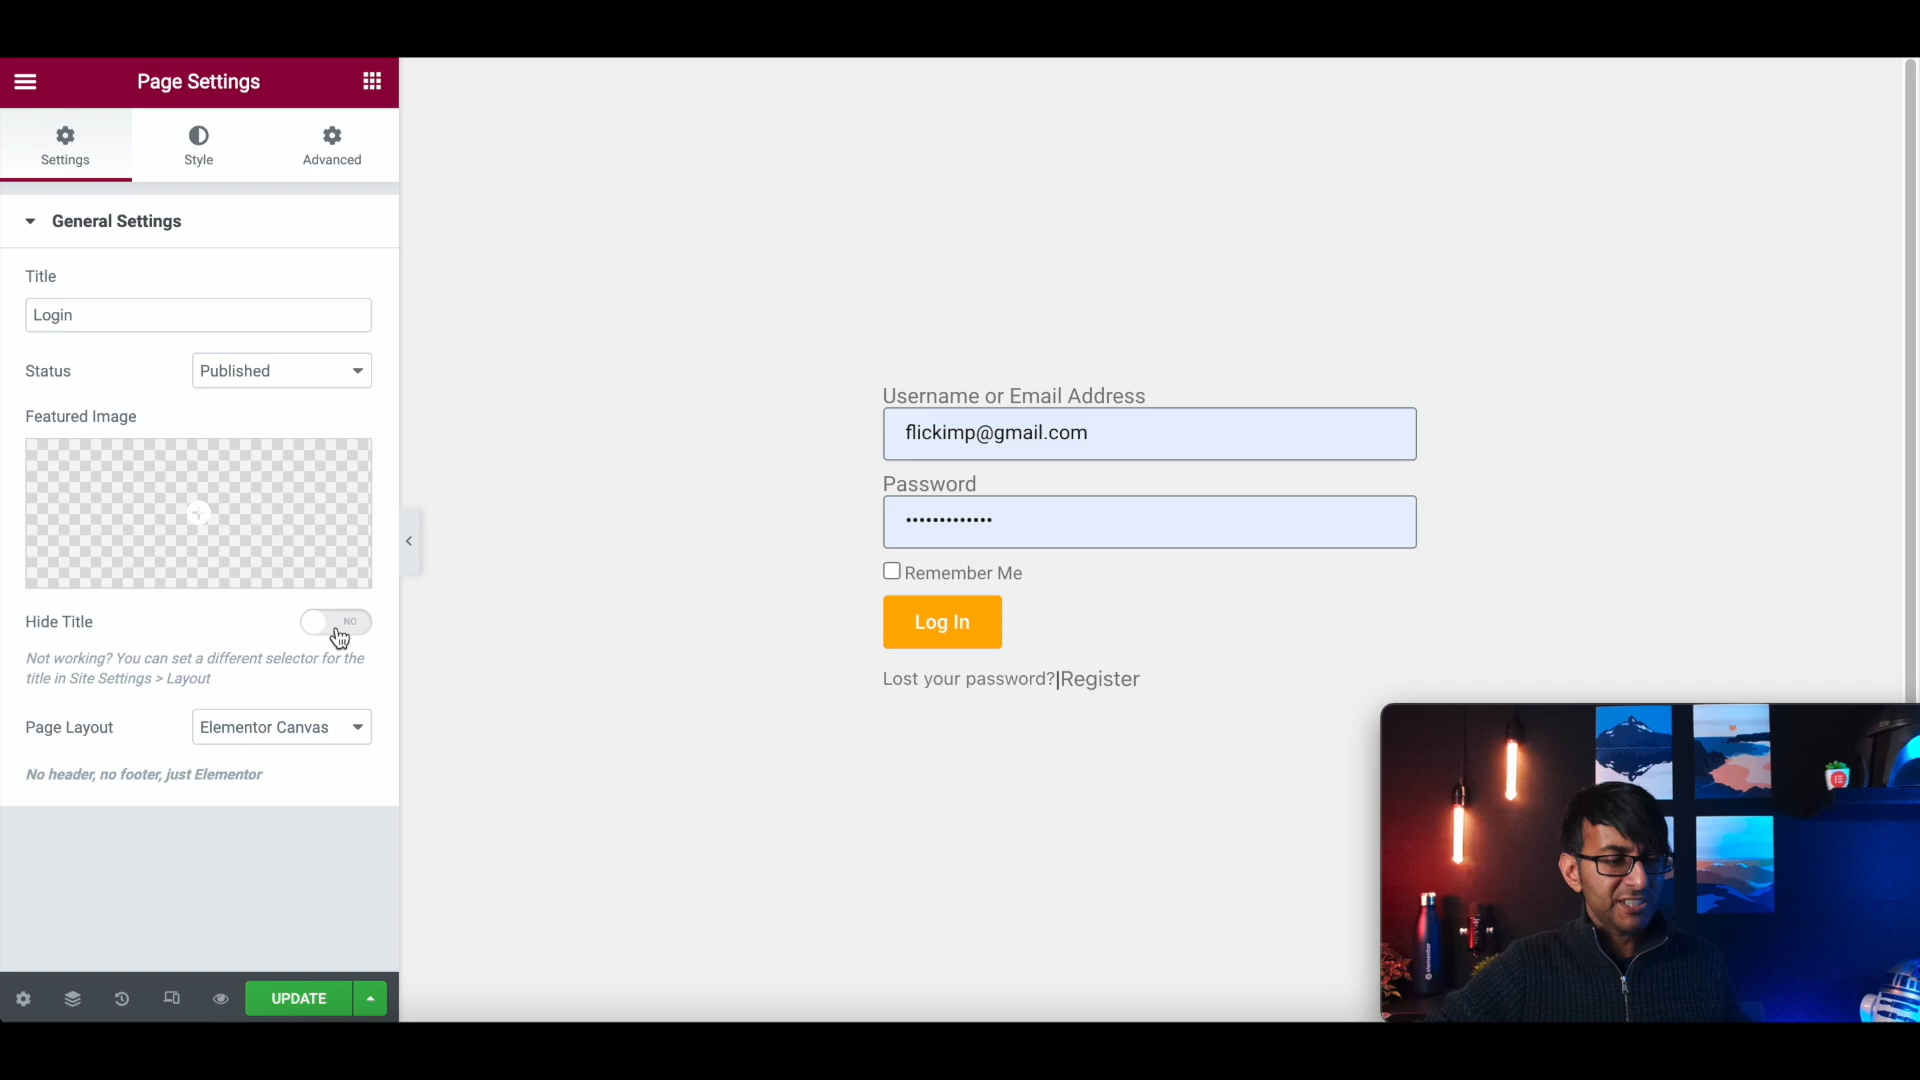 Page Settings
Settings
Style
Advanced
General Settings
Title
Login
Status
Published
Featured Image
Hide Title
NO
Not working? You can set a different selector for the
title in Site Settings > Layout
Page Layout
Elementor Canvas
No header, no footer, just Elementor
UPDATE
Username or Email Address
flickimp@gmail.com
Password
•••••••••••••
Remember Me
Log In
Lost your password?|Register
elementor